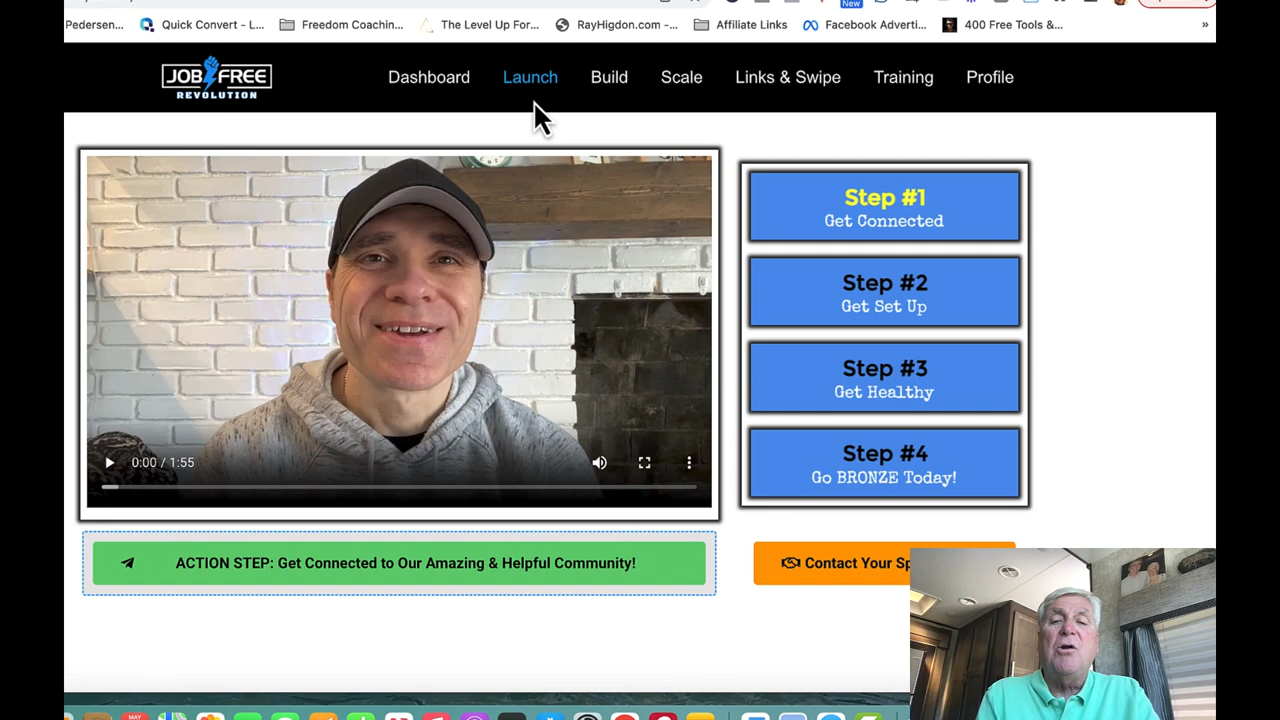 Pedersen...
Quick Convert - L...
Freedom Coachin...
The Level Up For...
RayHigdon.com -...
Affiliate Links
New
Facebook Adverti...
400 Free Tools &...
»
JOB FREE
REVOLUTION
Dashboard
Launch
Build
Scale
Links & Swipe
Training
Profile
Step #1
Get Connected
Step #2
Get Set Up
Step #3
Get Healthy
Step #4
Go BRONZE Today!
0:00 / 1:55
ACTION STEP: Get Connected to Our Amazing & Helpful Community!
Contact Your Sp
MAY